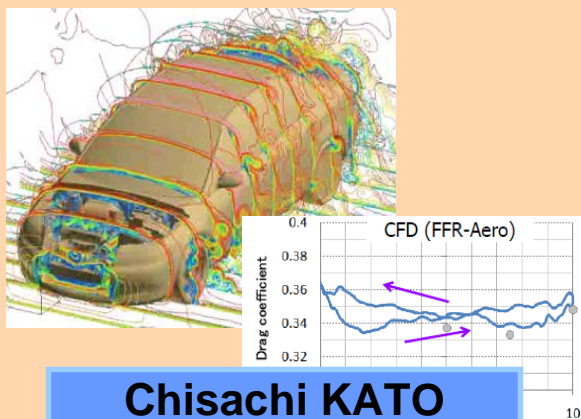 CFD (FFR-Aero)
0.4
0.38
0.36
0.34
0.32
Drag coefficient
10
Chisachi KATO